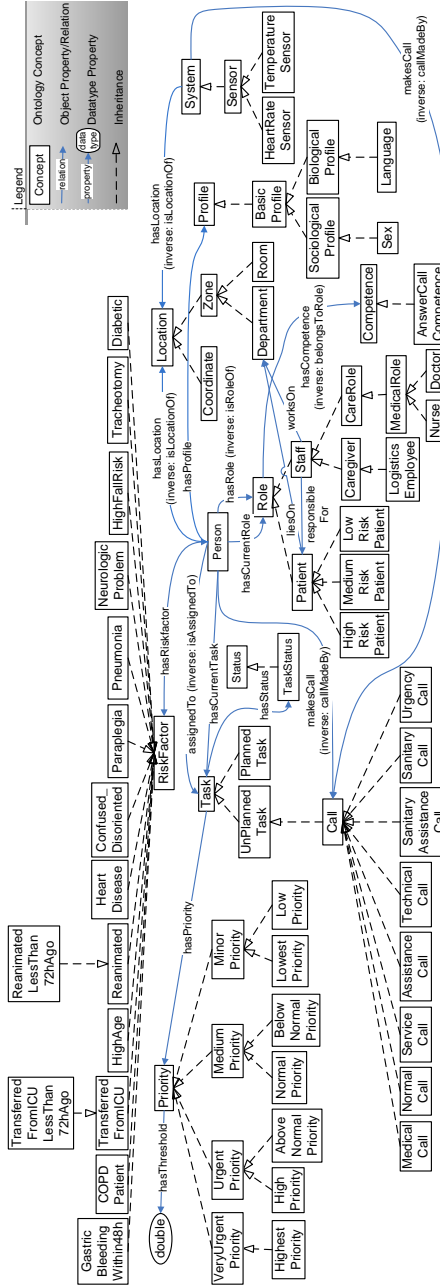 Legend
Concept
Ontology Concept
relation
Object Property/Relation
property
data
type
Datatype Property
Inheritance
Gastric
Bleeding
Within48h
COPD
Patient
Transferred
FromICU
LessThan
72hAgo
Transferred
FromICU
HighAge
Reanimated
LessThan
72hAgo
Reanimated
Heart
Disease
Confused_
Disoriented
Paraplegia
Pneumonia
Neurologic
Problem
HighFallRisk
Tracheotomy
Diabetic
RiskFactor
hasRiskfactor
assignedTo (inverse: isAssignedTo)
hasCurrentTask
hasLocation
(inverse: isLocationOf)
hasLocation
(inverse: isLocationOf)
hasProfile
hasRole (inverse: isRoleOf)
hasCurrentRole
Person
Location
Coordinate
Zone
Department
Room
System
Sensor
HeartRate
Sensor
Temperature
Sensor
Profile
Basic
Profile
Sociological
Profile
Biological
Profile
Sex
Language
double
hasThreshold
Priority
hasPriority
VeryUrgent
Priority
Highest
Priority
Urgent
Priority
High
Priority
Above
Normal
Priority
Medium
Priority
Normal
Priority
Below
Normal
Priority
Minor
Priority
Lowest
Priority
Low
Priority
Task
UnPlanned
Task
Planned
Task
Status
TaskStatus
hasStatus
makesCall
(inverse: callMadeBy)
makesCall
(inverse: callMadeBy)
Role
Patient
High
Risk
Patient
Medium
Risk
Patient
Low
Risk
Patient
liesOn
responsible
For
worksOn
Staff
Caregiver
Logistics
Employee
CareRole
MedicalRole
Nurse
Doctor
hasCompetence
(inverse: belongsToRole)
Competence
AnswerCall
Competence
Call
Medical
Call
Normal
Call
Service
Call
Assistance
Call
Technical
Call
Sanitary
Assistance
Call
Sanitary
Call
Urgency
Call